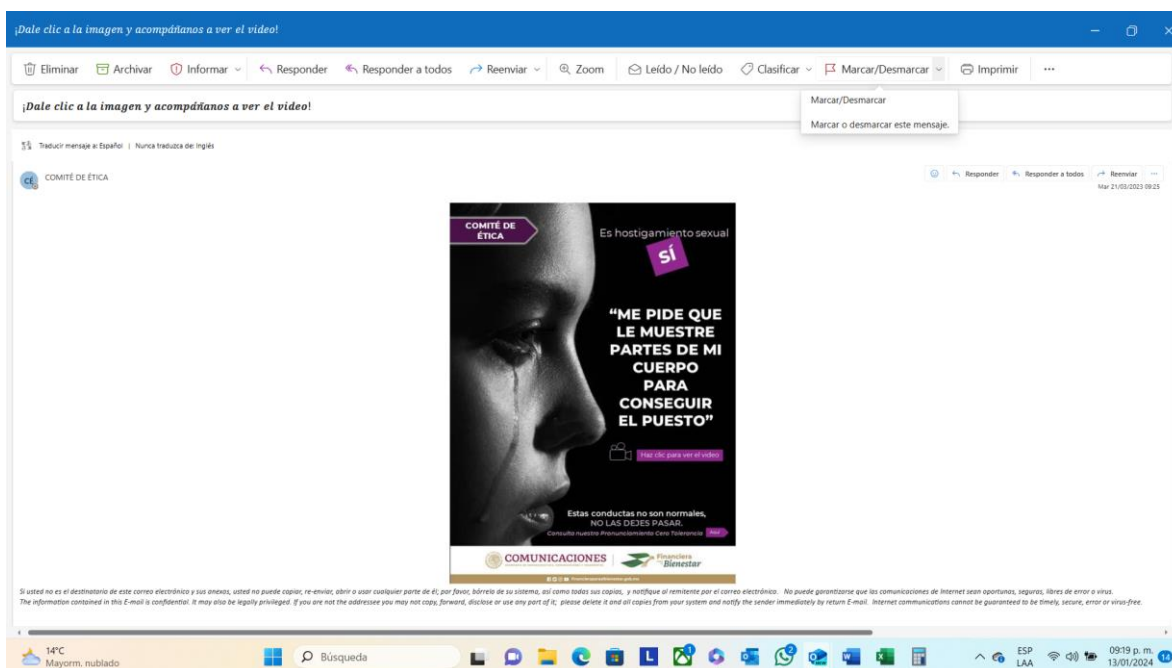 ¡Dale clic a la imagen y acompáñanos a ver el video!
Eliminar Archivar Informar Responder Responder a todos Reenviar Zoom Leído / No leído Clasificar Marcar/Desmarcar Imprimir ...
¡Dale clic a la imagen y acompáñanos a ver el video!
Marcar/Desmarcar
Marcar o desmarcar este mensaje.
Traducir mensaje a: Español | Nunca traduzca de: Inglés
CÉ COMITÉ DE ÉTICA
Responder Responder a todos Reenviar ...
Mar 21/03/2023 09:25
COMITÉ DE
ÉTICA
Es hostigamiento sexual
SÍ
“ME PIDE QUE
LE MUESTRE
PARTES DE MI
CUERPO
PARA
CONSEGUIR
EL PUESTO”
Haz clic para ver el video
Estas conductas no son normales,
NO LAS DEJES PASAR.
Consulta nuestro Pronunciamiento Cero Tolerancia Aquí
COMUNICACIONES Financiera
Bienestar
Si usted no es el destinatario de este correo electrónico y sus anexos, usted no puede copiar, re-enviar, abrir o usar cualquier parte de él; por favor, bórrelo de su sistema, así como todas sus copias, y notifique al remitente por el correo electrónico. No puede garantizarse que las comunicaciones de Internet sean oportunas, seguras, libres de error o virus.
The information contained in this E-mail is confidential. It may also be legally privileged. If you are not the addressee you may not copy, forward, disclose or use any part of it; please delete it and all copies from your system and notify the sender immediately by return E-mail. Internet communications cannot be guaranteed to be timely, secure, error or virus-free.
14°C
Mayorm. nublado
Búsqueda
ESP
LAA
09:19 p. m.
13/01/2024
14